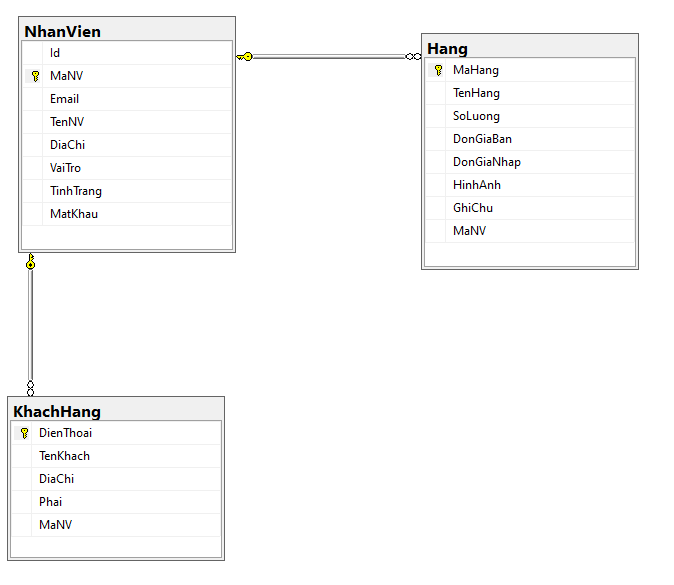 NhanVien
Id
MaNV
Email
TenNV
DiaChi
VaiTro
TinhTrang
MatKhau
Hang
MaHang
TenHang
SoLuong
DonGiaBan
DonGiaNhap
HinhAnh
GhiChu
MaNV
KhachHang
DienThoai
TenKhach
DiaChi
Phai
MaNV